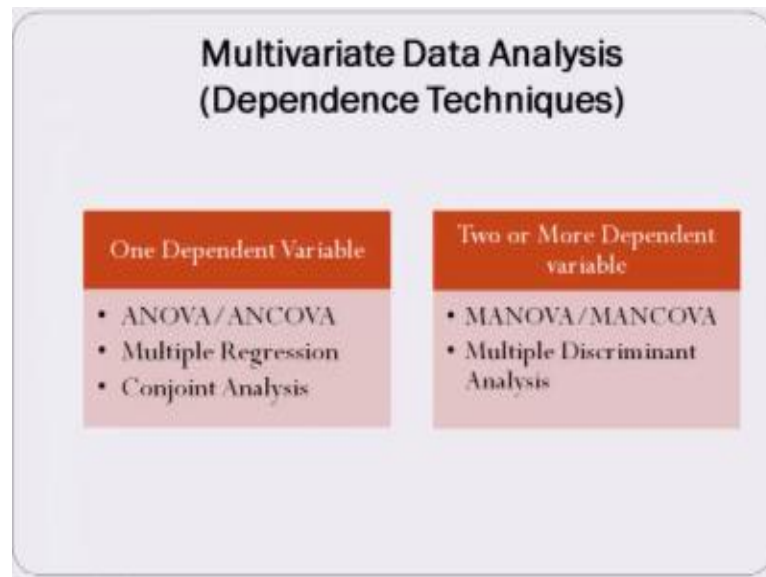 Multivariate Data Analysis
(Dependence Techniques)
One Dependent Variable
• ANOVA/ANCOVA
• Multiple Regression
• Conjoint Analysis
Two or More Dependent
variable
• MANOVA/MANCOVA
• Multiple Discriminant
Analysis